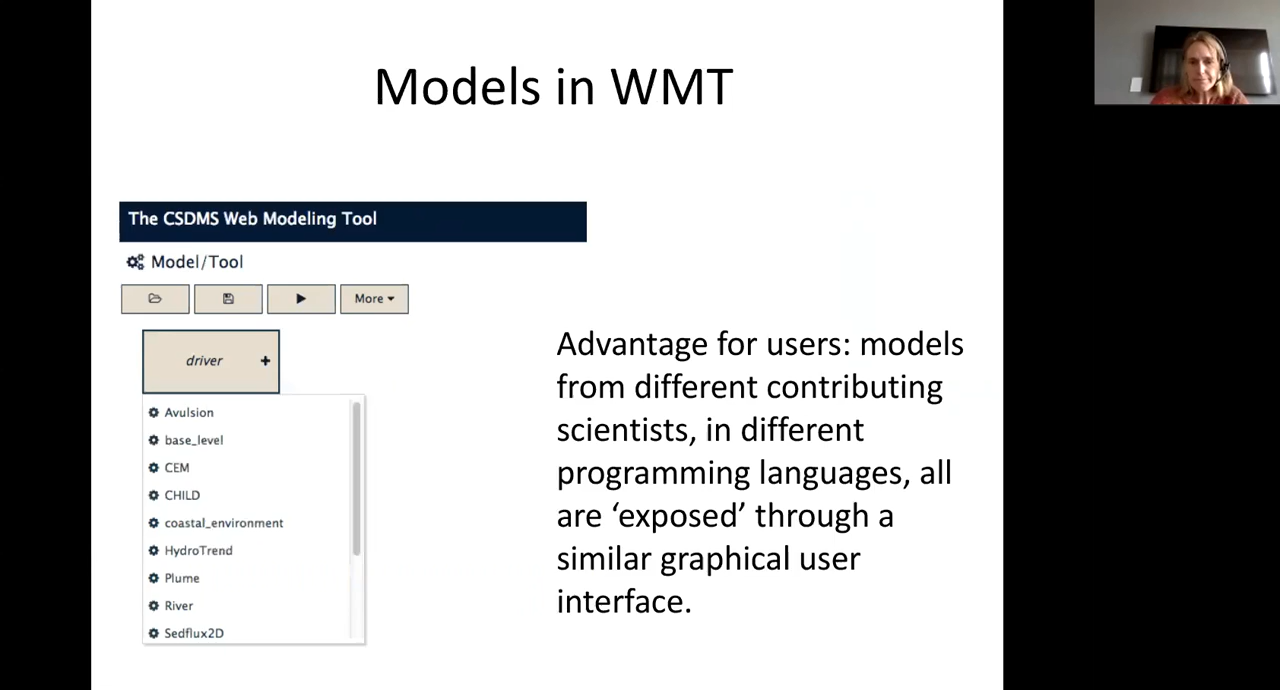 Models in WMT
The CSDMS Web Modeling Tool
Model/Tool
More
driver
Avulsion
base_level
CEM
CHILD
coastal_environment
HydroTrend
Plume
River
Sedflux2D
Advantage for users: models
from different contributing
scientists, in different
programming languages, all
are ‘exposed’ through a
similar graphical user
interface.